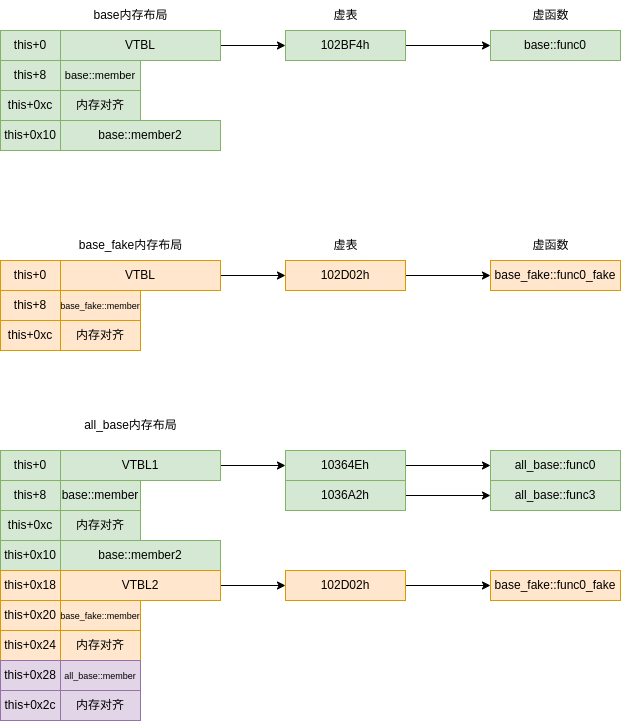 base内存布局 虚表 虚函数
this+0 VTBL 102BF4h base::func0
this+8 base::member
this+0xc 内存对齐
this+0x10 base::member2
base_fake内存布局 虚表 虚函数
this+0 VTBL 102D02h base_fake::func0_fake
this+8 base_fake::member
this+0xc 内存对齐
all_base内存布局
this+0 VTBL1 10364Eh all_base::func0
this+8 base::member 1036A2h all_base::func3
this+0xc 内存对齐
this+0x10 base::member2
this+0x18 VTBL2 102D02h base_fake::func0_fake
this+0x20 base_fake::member
this+0x24 内存对齐
this+0x28 all_base::member
this+0x2c 内存对齐